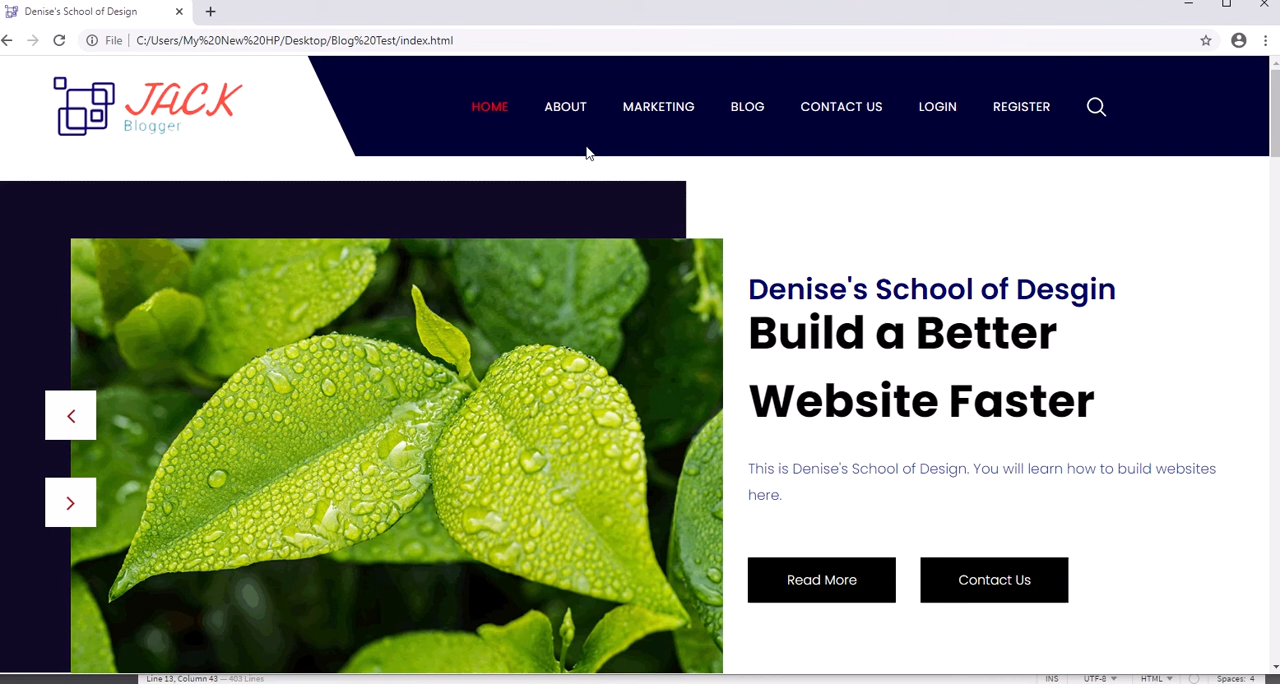 Denise's School of Design
File
C:/Users/My%20New%20HP/Desktop/Blog%20Test/index.html
JACK
Blogger
HOME ABOUT MARKETING BLOG CONTACT US LOGIN REGISTER
Denise's School of Desgin
Build a Better
Website Faster
This is Denise's School of Design. You will learn how to build websites
here.
Read More Contact Us
Line 13, Column 43 — 403 Lines INS UTF-8 HTML Spaces: 4